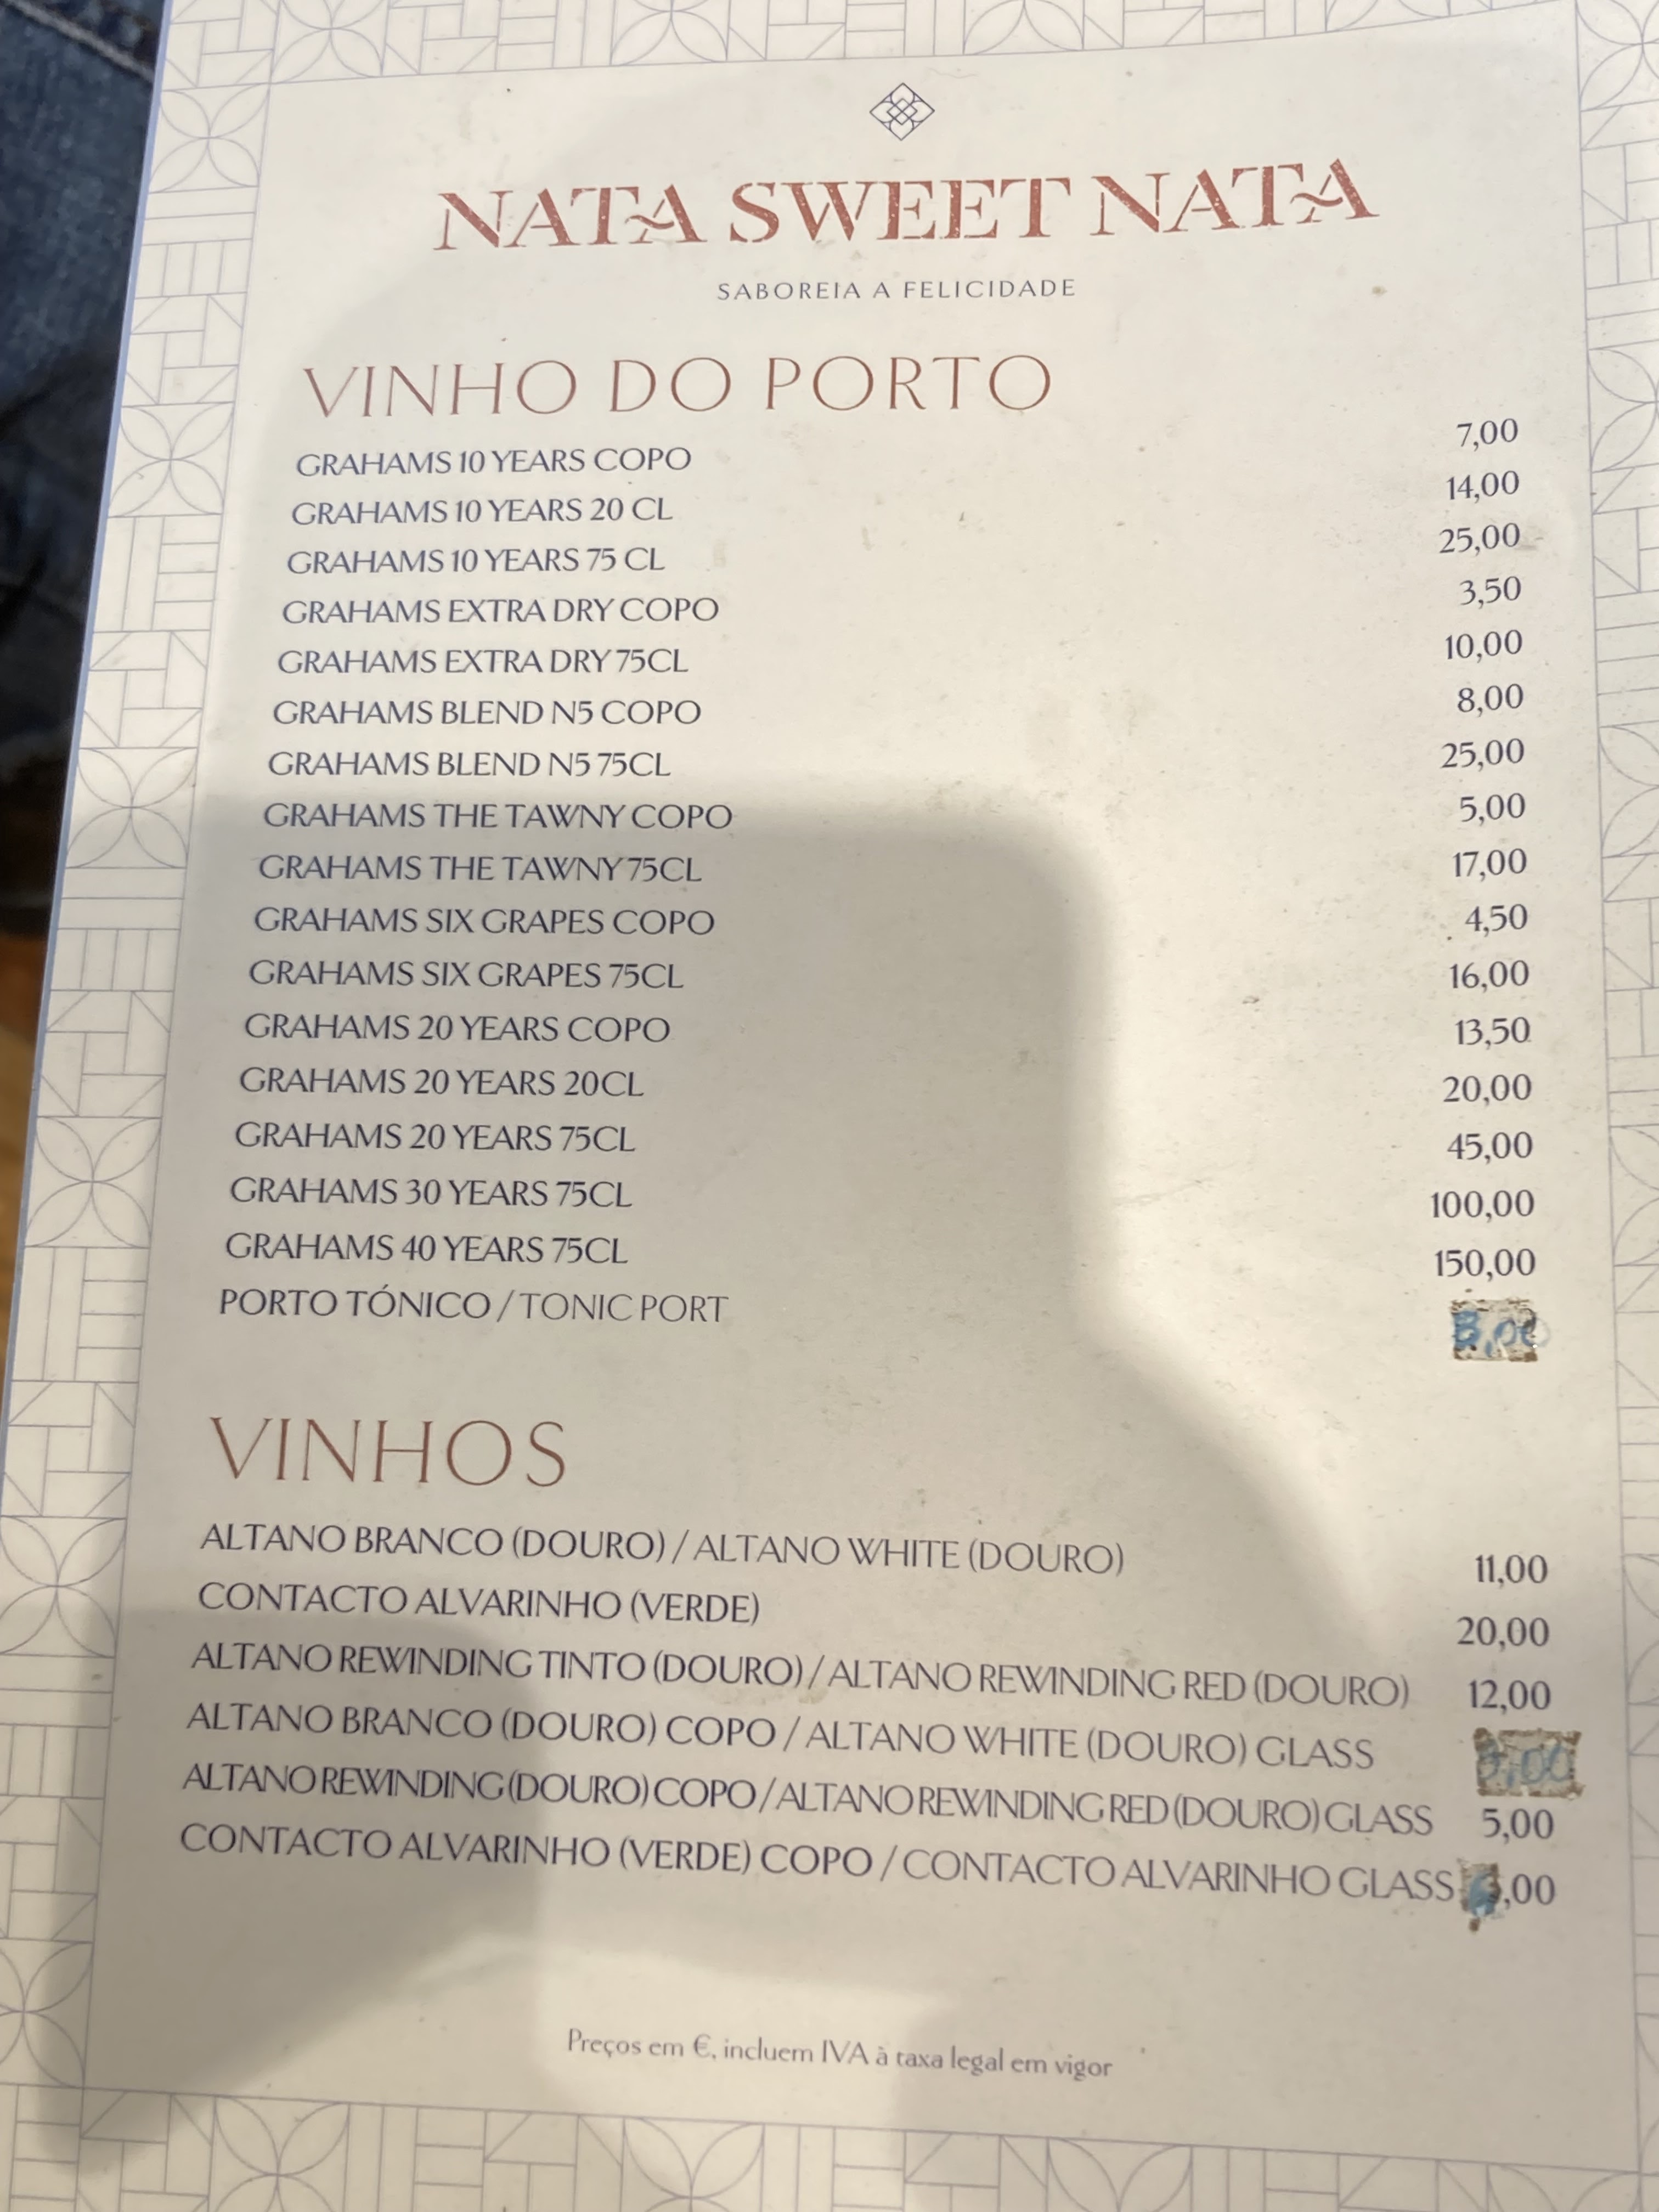 NATA SWEET NATA
SABOREIA A FELICIDADE
VINHO DO PORTO
GRAHAMS 10 YEARS COPO 7,00
GRAHAMS 10 YEARS 20 CL 14,00
GRAHAMS 10 YEARS 75 CL 25,00
GRAHAMS EXTRA DRY COPO 3,50
GRAHAMS EXTRA DRY 75CL 10,00
GRAHAMS BLEND N5 COPO 8,00
GRAHAMS BLEND N5 75CL 25,00
GRAHAMS THE TAWNY COPO 5,00
GRAHAMS THE TAWNY 75CL 17,00
GRAHAMS SIX GRAPES COPO 4,50
GRAHAMS SIX GRAPES 75CL 16,00
GRAHAMS 20 YEARS COPO 13,50
GRAHAMS 20 YEARS 20CL 20,00
GRAHAMS 20 YEARS 75CL 45,00
GRAHAMS 30 YEARS 75CL 100,00
GRAHAMS 40 YEARS 75CL 150,00
PORTO TÓNICO / TONIC PORT
VINHOS
ALTANO BRANCO (DOURO) / ALTANO WHITE (DOURO) 11,00
CONTACTO ALVARINHO (VERDE) 20,00
ALTANO REWINDING TINTO (DOURO) / ALTANO REWINDING RED (DOURO) 12,00
ALTANO BRANCO (DOURO) COPO / ALTANO WHITE (DOURO) GLASS
ALTANO REWINDING (DOURO) COPO / ALTANO REWINDING RED (DOURO) GLASS 5,00
CONTACTO ALVARINHO (VERDE) COPO / CONTACTO ALVARINHO GLASS
Preços em €, incluem IVA à taxa legal em vigor